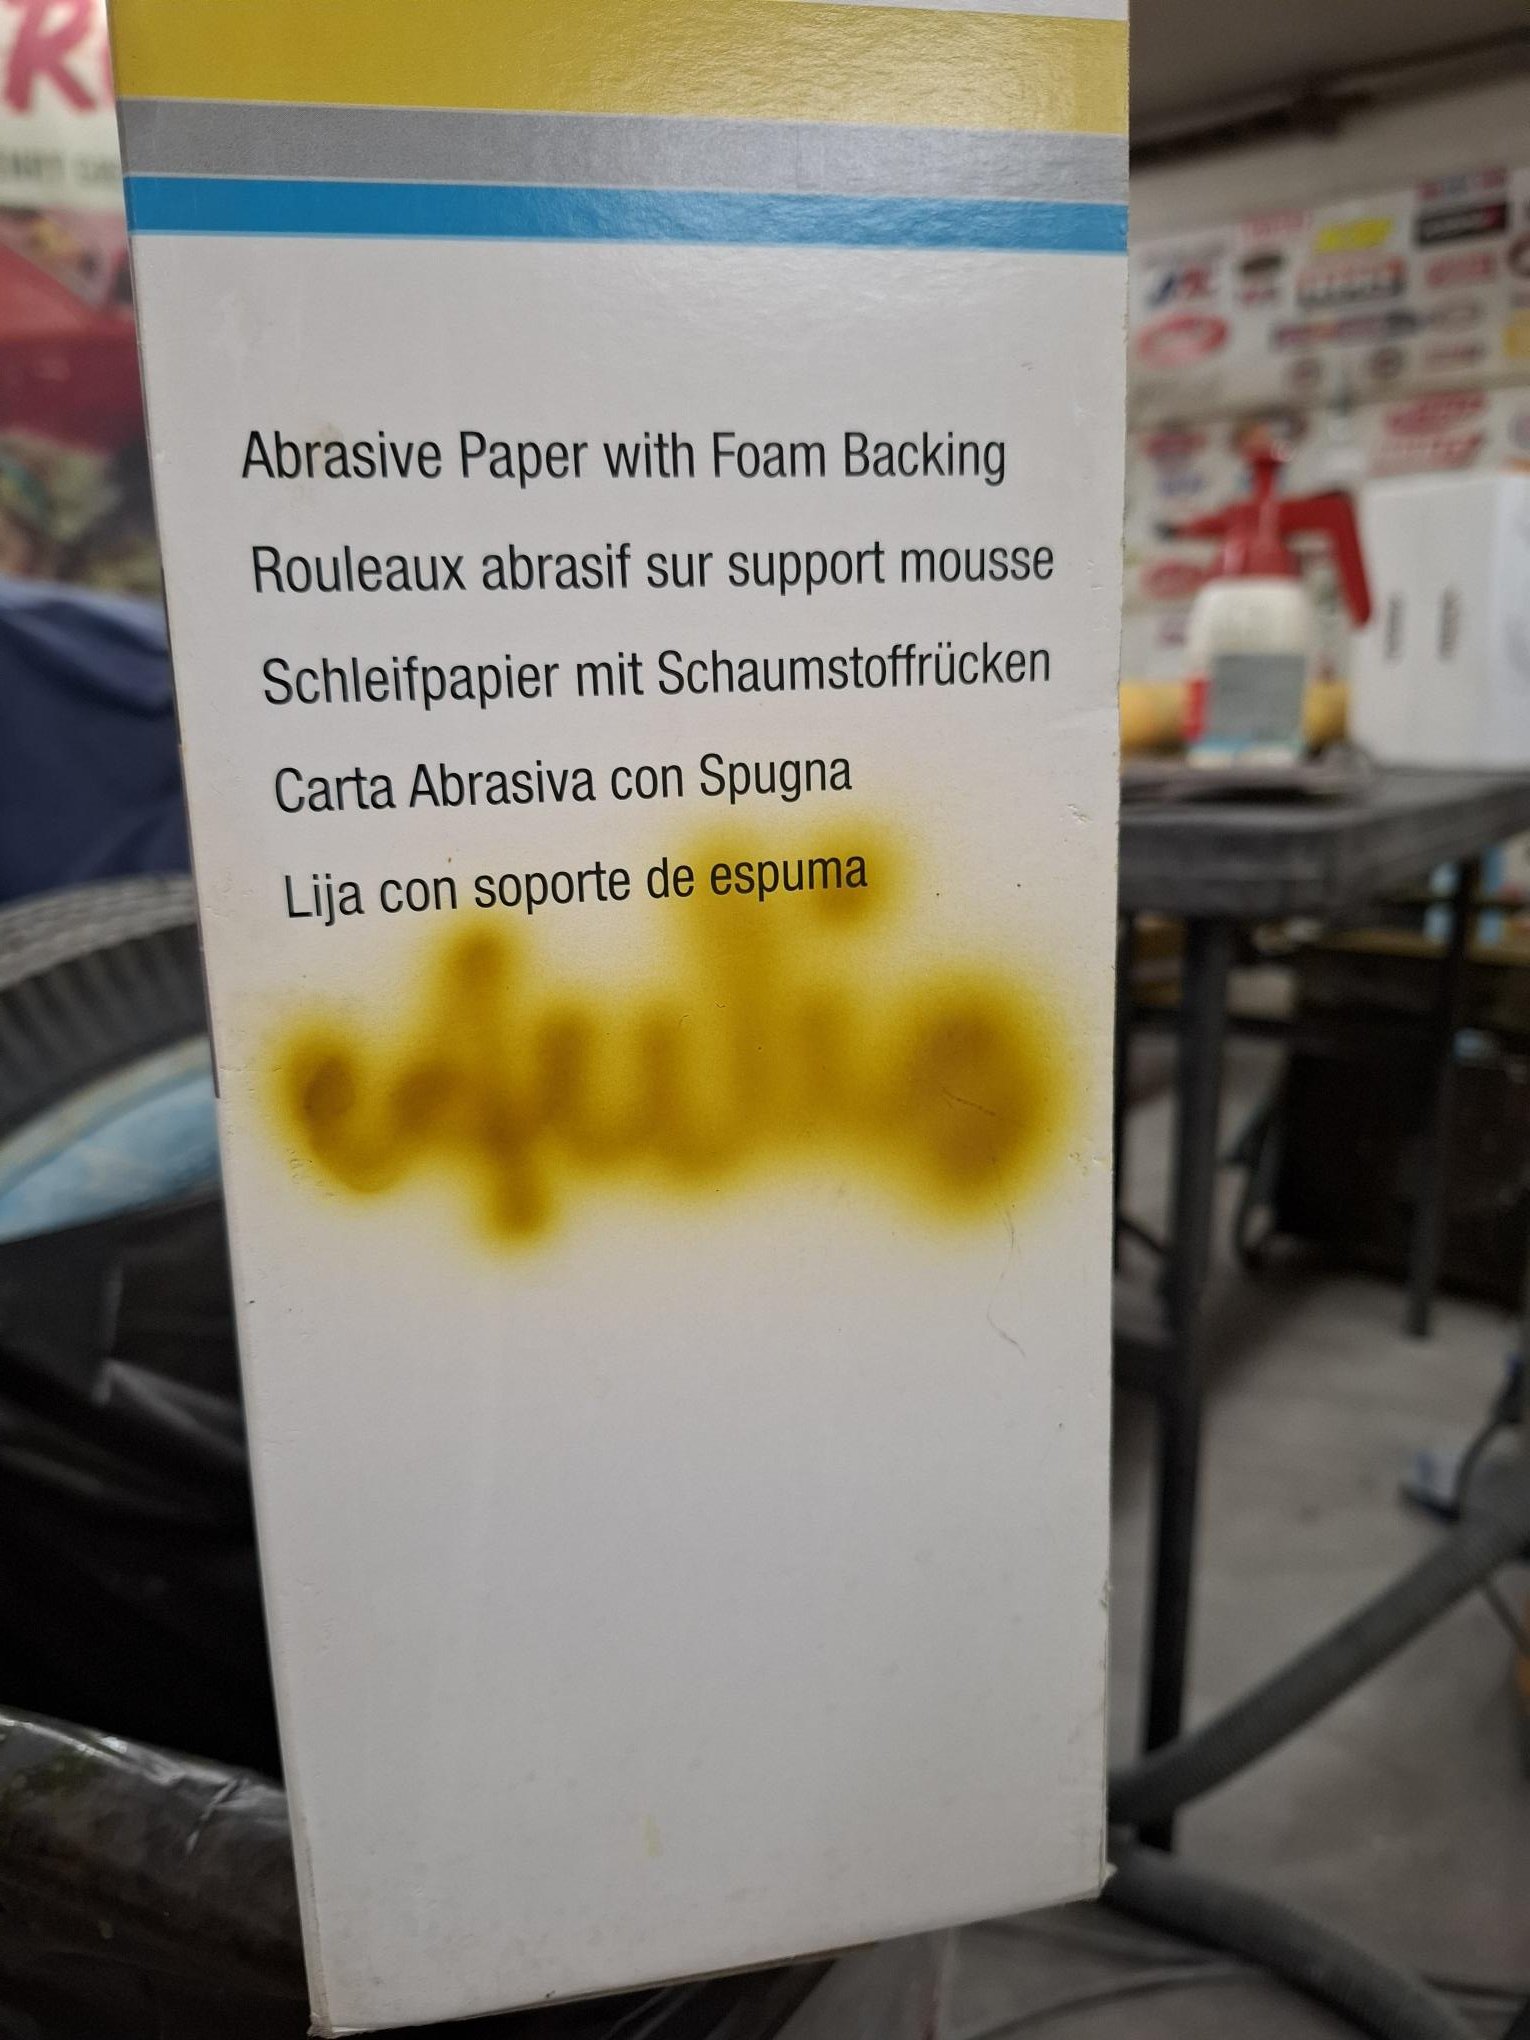 Abrasive Paper with Foam Backing
Rouleaux abrasif sur support mousse
Schleifpapier mit Schaumstoffrücken
Carta Abrasiva con Spugna
Lija con soporte de espuma